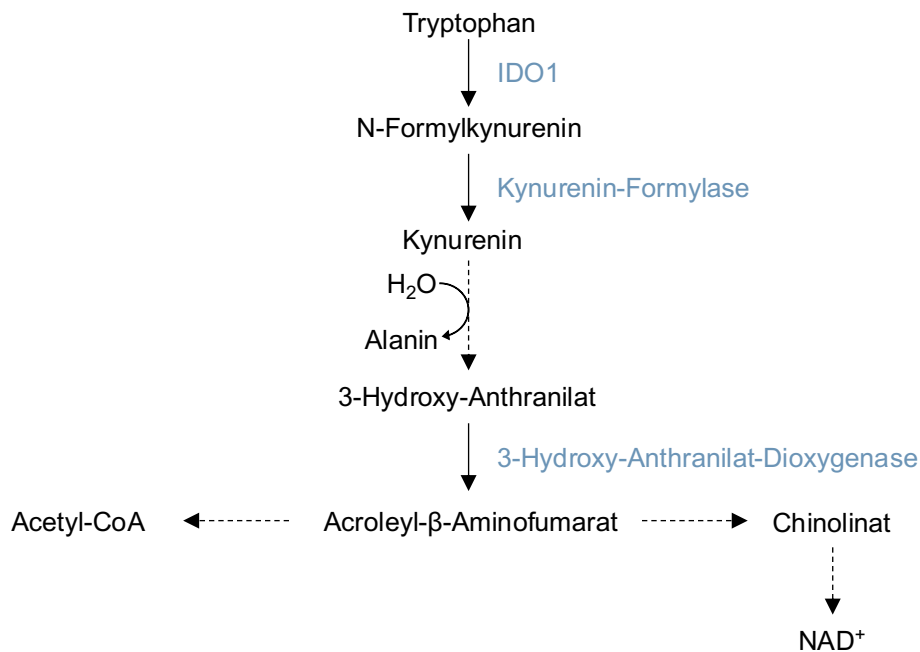 Tryptophan
IDO1
N-Formylkynurenin
Kynurenin-Formylase
Kynurenin
H₂O
Alanin
3-Hydroxy-Anthranilat
3-Hydroxy-Anthranilat-Dioxygenase
Acetyl-CoA
Acroleyl-β-Aminofumarat
Chinolinat
NAD⁺